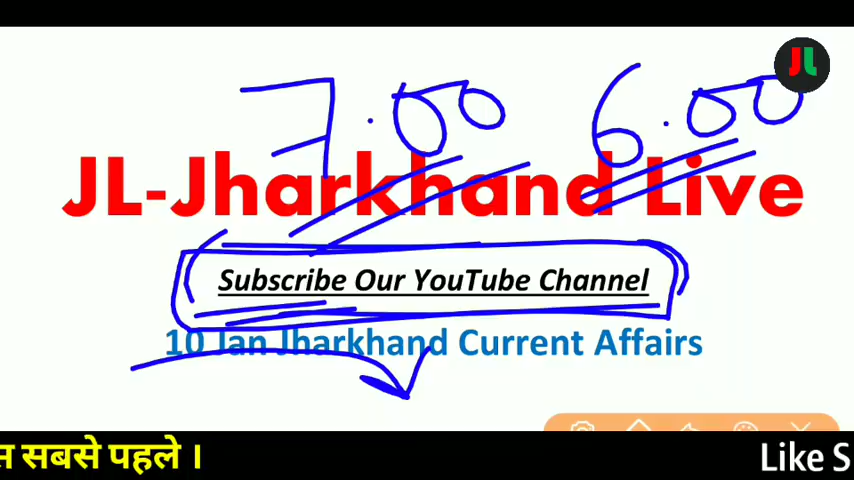 JL
7.00 6.00
JL-Jharkhand Live
Subscribe Our YouTube Channel
10 Jan Jharkhand Current Affairs
सबसे पहले ।
Like S